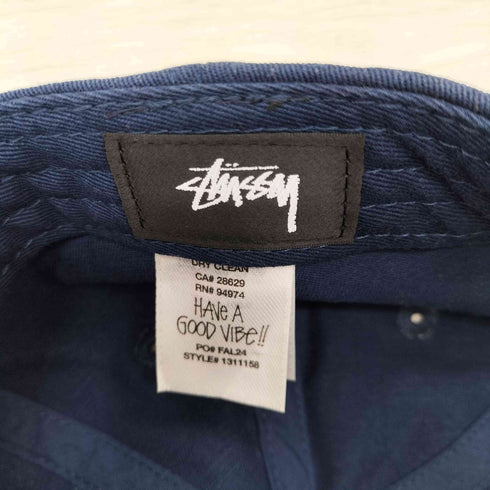 Stüssy
DRY CLEAN
CA# 28629
RN# 94974
HAVE A
GOOD VIBE!!
PO# FAL24
STYLE# 1311158